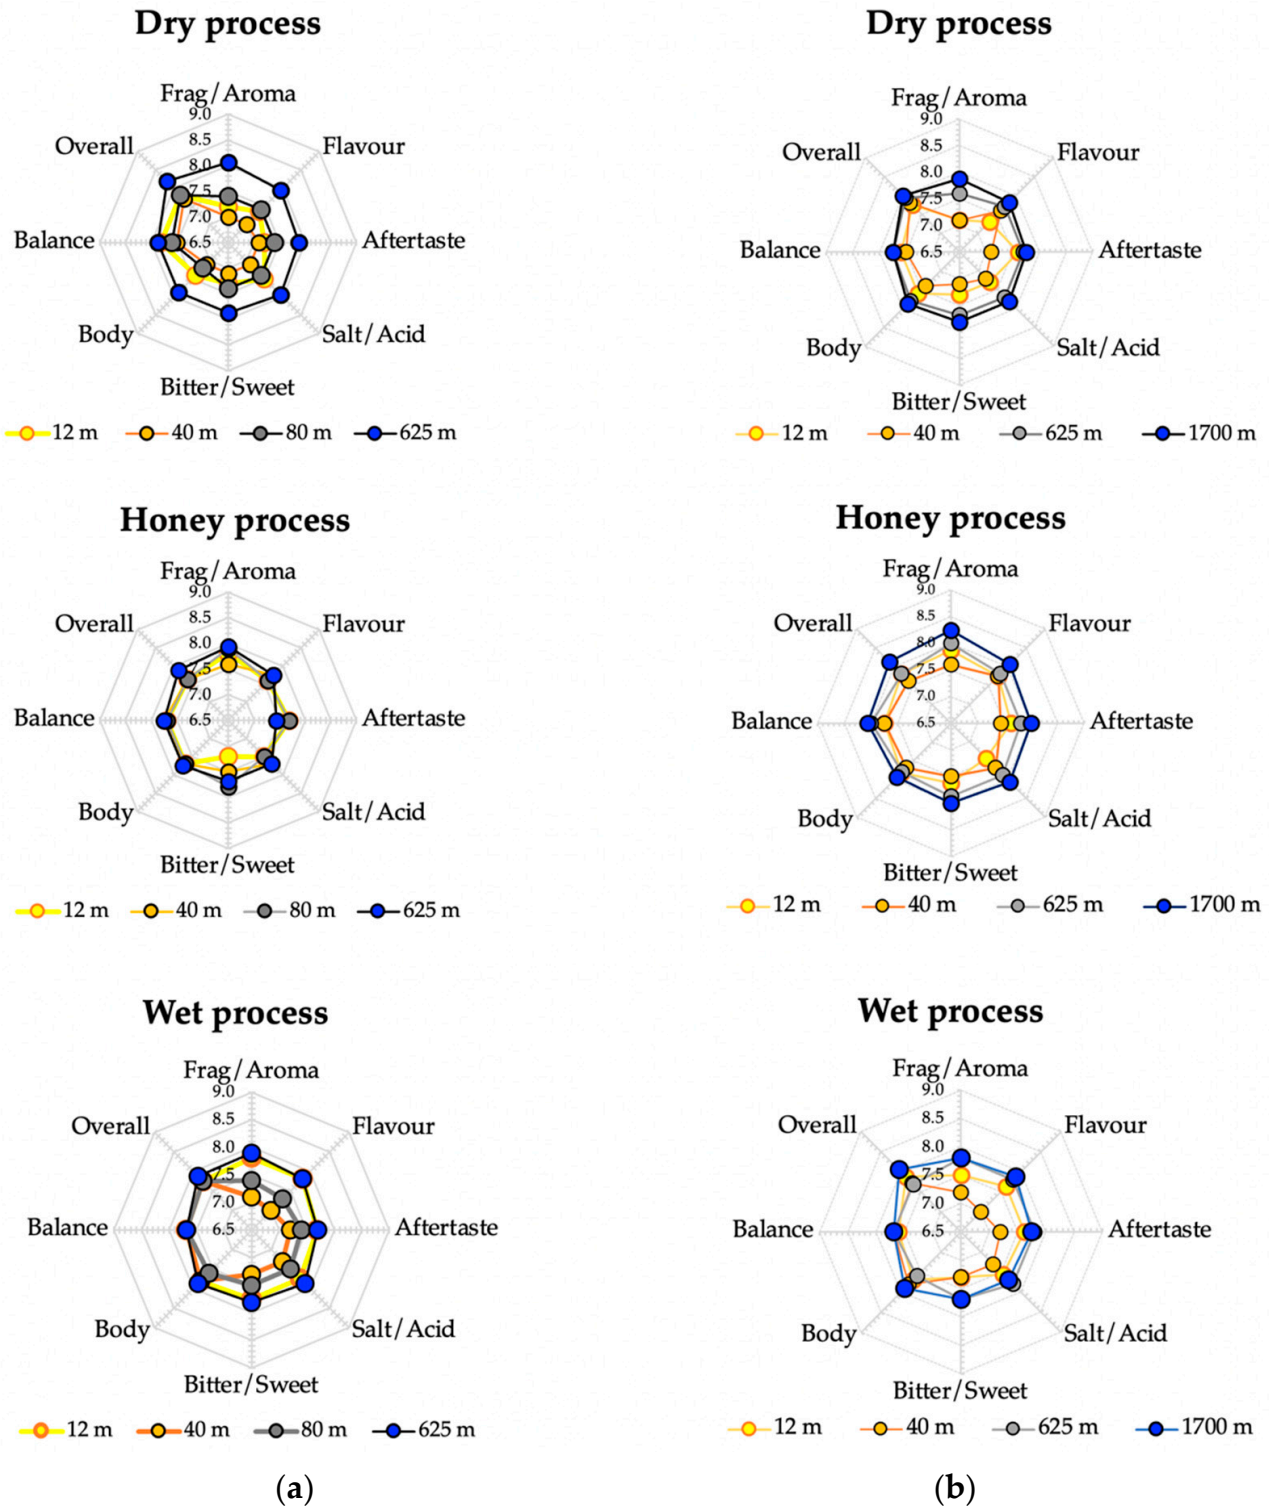 Dry process
Frag/Aroma
9.0
8.5
8.0
7.5
7.0
6.5
Overall
Flavour
Balance
Aftertaste
Body
Salt/Acid
Bitter/Sweet
12 m 40 m 80 m 625 m
Dry process
Frag/Aroma
9.0
8.5
8.0
7.5
7.0
6.5
Overall
Flavour
Balance
Aftertaste
Body
Salt/Acid
Bitter/Sweet
12 m 40 m 625 m 1700 m
Honey process
Frag/Aroma
9.0
8.5
8.0
7.5
7.0
6.5
Overall
Flavour
Balance
Aftertaste
Body
Salt/Acid
Bitter/Sweet
12 m 40 m 80 m 625 m
Honey process
Frag/Aroma
9.0
8.5
8.0
7.5
7.0
6.5
Overall
Flavour
Balance
Aftertaste
Body
Salt/Acid
Bitter/Sweet
12 m 40 m 625 m 1700 m
Wet process
Frag/Aroma
9.0
8.5
8.0
7.5
7.0
6.5
Overall
Flavour
Balance
Aftertaste
Body
Salt/Acid
Bitter/Sweet
12 m 40 m 80 m 625 m
Wet process
Frag/Aroma
9.0
8.5
8.0
7.5
7.0
6.5
Overall
Flavour
Balance
Aftertaste
Body
Salt/Acid
Bitter/Sweet
12 m 40 m 625 m 1700 m
(a)
(b)